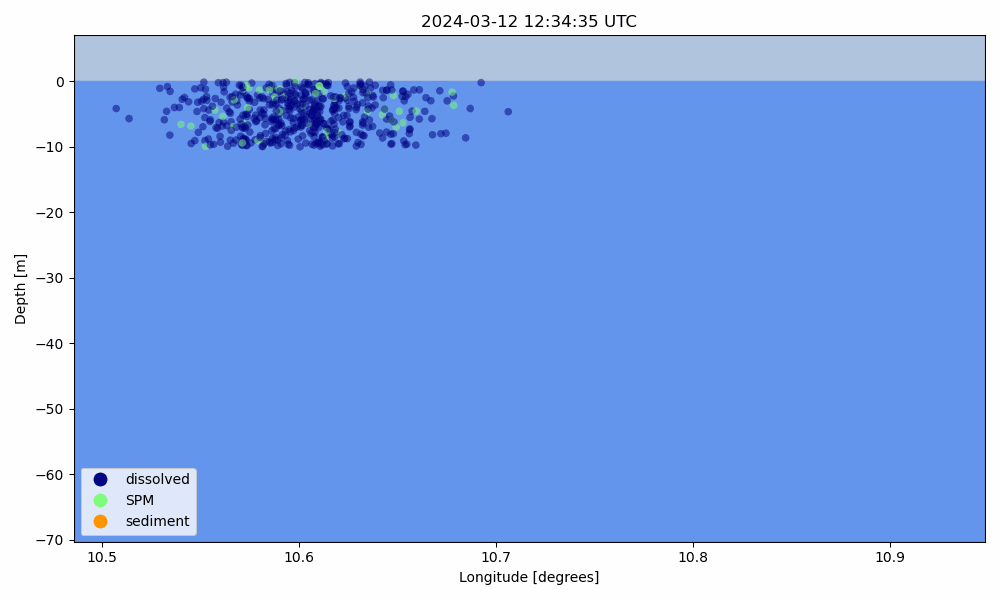 2024-03-12 12:34:35 UTC
0
−10
−20
−30
−40
−50
−60
−70
Depth [m]
dissolved
SPM
sediment
10.5 10.6 10.7 10.8 10.9
Longitude [degrees]